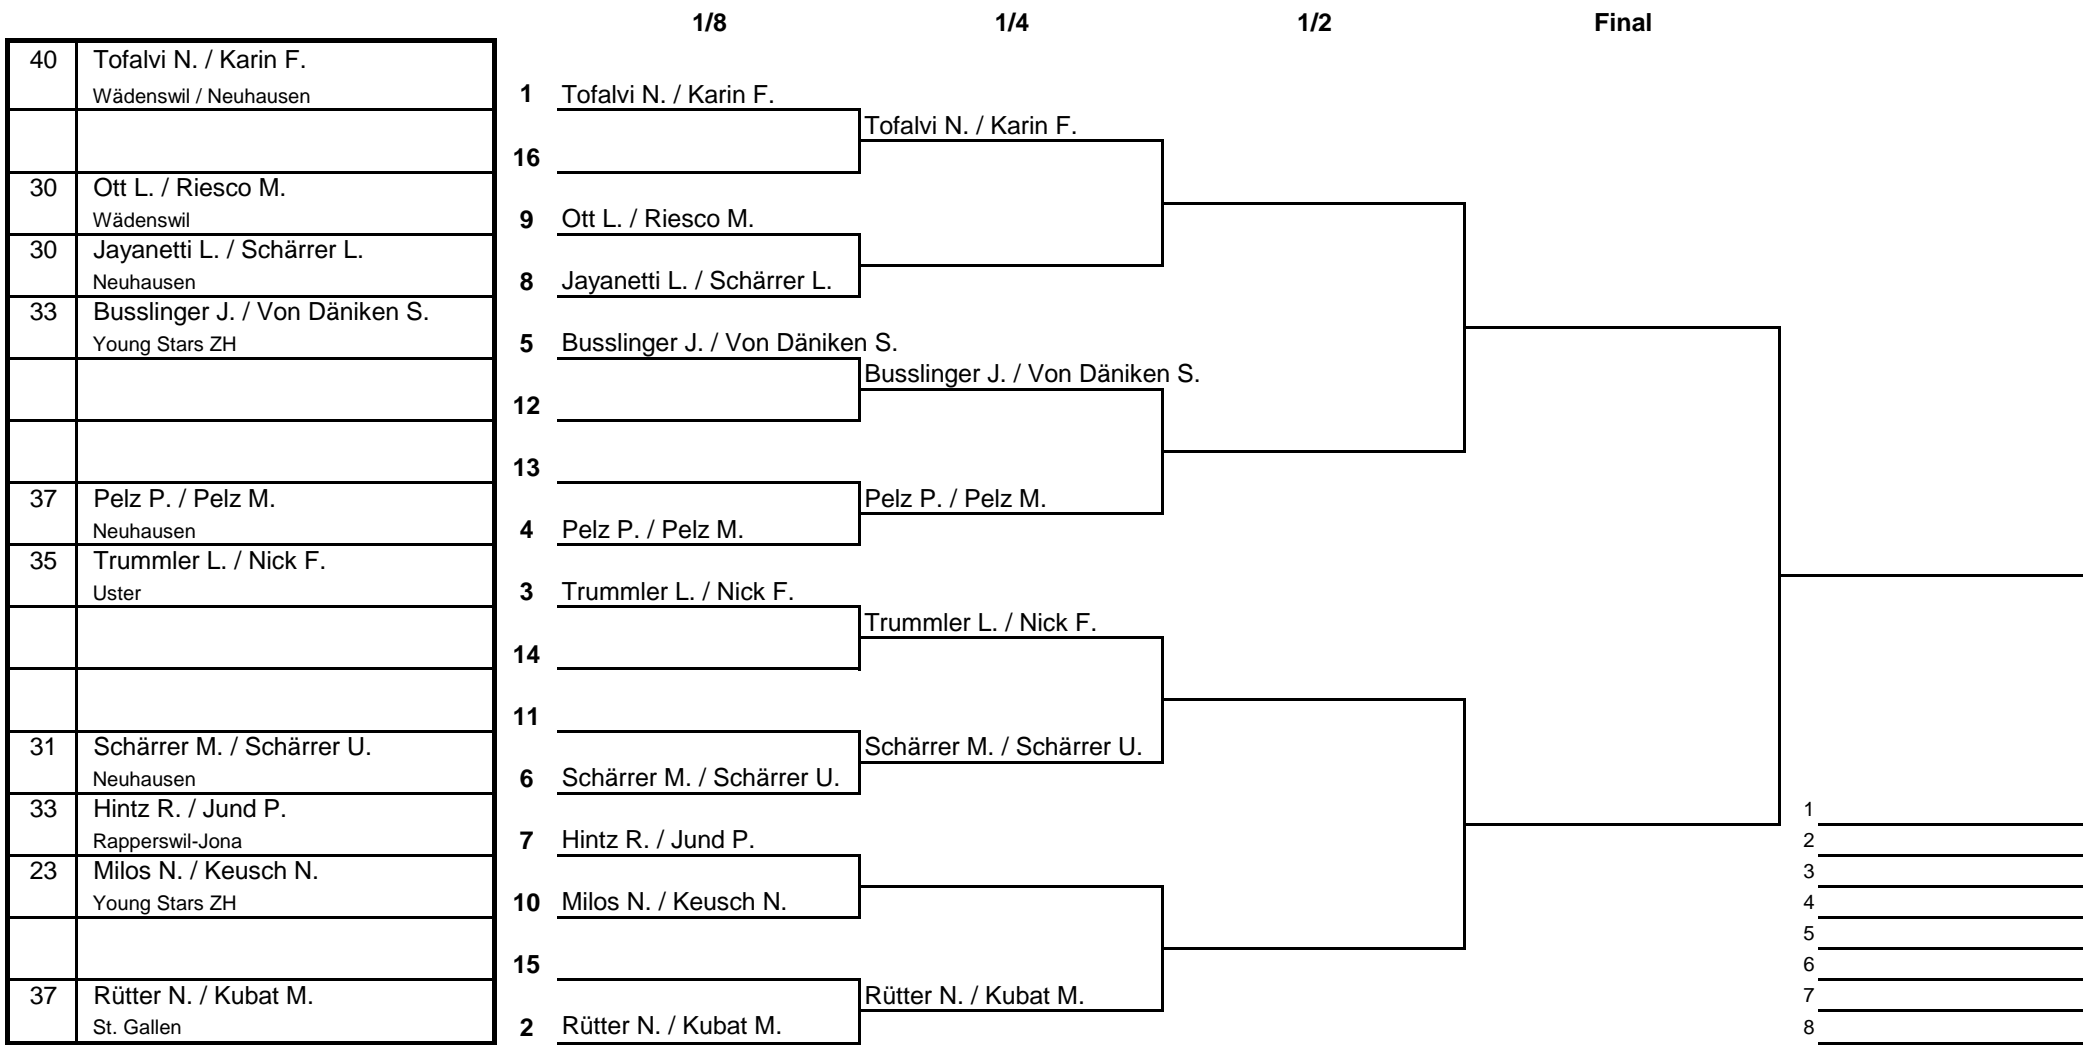 1/8 1/4 1/2 Final
40 Tofalvi N. / Karin F.
Wädenswil / Neuhausen
1 Tofalvi N. / Karin F.
Tofalvi N. / Karin F.
16
30 Ott L. / Riesco M.
Wädenswil
9 Ott L. / Riesco M.
30 Jayanetti L. / Schärrer L.
Neuhausen
8 Jayanetti L. / Schärrer L.
33 Busslinger J. / Von Däniken S.
Young Stars ZH
5 Busslinger J. / Von Däniken S.
Busslinger J. / Von Däniken S.
12
13
37 Pelz P. / Pelz M.
Pelz P. / Pelz M.
Neuhausen
4 Pelz P. / Pelz M.
35 Trummler L. / Nick F.
Uster
3 Trummler L. / Nick F.
Trummler L. / Nick F.
14
11
31 Schärrer M. / Schärrer U.
Schärrer M. / Schärrer U.
Neuhausen
6 Schärrer M. / Schärrer U.
33 Hintz R. / Jund P.
Rapperswil-Jona
7 Hintz R. / Jund P.
23 Milos N. / Keusch N.
Young Stars ZH
10 Milos N. / Keusch N.
15
37 Rütter N. / Kubat M.
Rütter N. / Kubat M.
St. Gallen
2 Rütter N. / Kubat M.
1
2
3
4
5
6
7
8